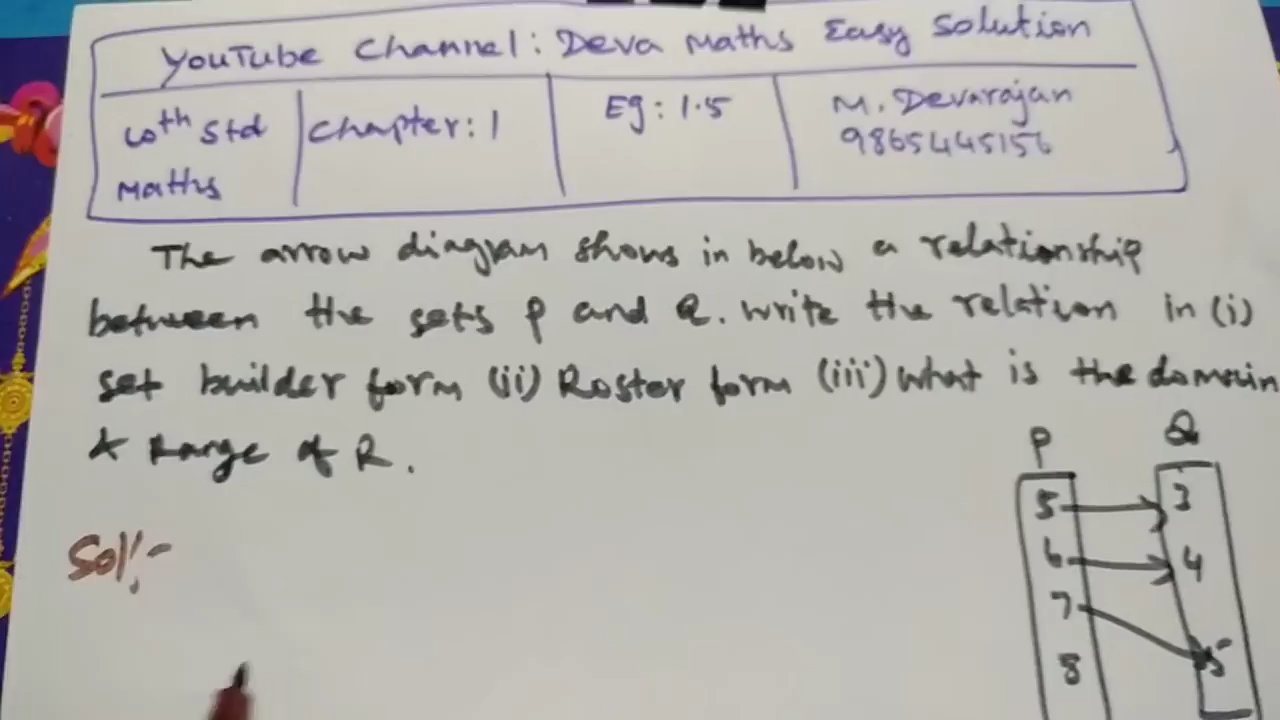 YouTube Channel: Deva Maths Easy Solution
10th Std Maths
Chapter: 1
Eg: 1.5
M. Devarajan
9865445156
The arrow diagram shows in below a relationship
between the sets P and Q. write the relation in (i)
set builder form (ii) Roster form (iii) What is the domain
& Range of R.
P Q
5 3
6 4
7
5
8
Sol:-